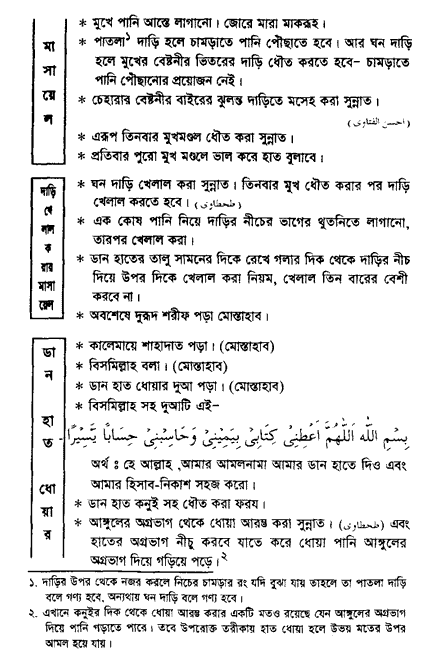 মাসায়েল
* মুখে পানি আস্তে লাগানো। জোরে মারা মাকরূহ।
* পাতলা১ দাড়ি হলে চামড়াতে পানি পৌঁছাতে হবে। আর ঘন দাড়ি
হলে মুখের বেষ্টনীর ভিতরের দাড়ি ধৌত করতে হবে– চামড়াতে
পানি পৌঁছানোর প্রয়োজন নেই।
* চেহারার বেষ্টনীর বাইরের ঝুলন্ত দাড়িতে মসেহ করা সুন্নাত।
(احسن الفتاوى)
* এরূপ তিনবার মুখমণ্ডল ধৌত করা সুন্নাত।
* প্রতিবার পুরো মুখ মণ্ডলে ভাল করে হাত বুলাবে।
দাড়ি খেলাল করার মাসায়েল
* ঘন দাড়ি খেলাল করা সুন্নাত। তিনবার মুখ ধৌত করার পর দাড়ি
খেলাল করতে হবে। (طحطاوى)
* এক কোষ পানি নিয়ে দাড়ির নীচের ভাগের থুতনিতে লাগানো,
তারপর খেলাল করা।
* ডান হাতের তালু সামনের দিকে রেখে গলার দিক থেকে দাড়ির নীচ
দিয়ে উপর দিকে খেলাল করা নিয়ম, খেলাল তিন বারের বেশী
করবে না।
* অবশেষে দুরূদ শরীফ পড়া মোস্তাহাব।
ডান হাত ধোয়ার
* কালেমায়ে শাহাদাত পড়া। (মোস্তাহাব)
* বিসমিল্লাহ বলা। (মোস্তাহাব)
* ডান হাত ধোয়ার দুআ পড়া। (মোস্তাহাব)
* বিসমিল্লাহ সহ দুআটি এই-
بِسْمِ اللّٰهِ اَللّٰهُمَّ اَعْطِنِىْ كِتَابِىْ بِيَمِيْنِىْ وَحَاسِبْنِىْ حِسَابًا يَّسِيْرًا-
অর্থ : হে আল্লাহ, আমার আমলনামা আমার ডান হাতে দিও এবং
আমার হিসাব-নিকাশ সহজ করো।
* ডান হাত কনুই সহ ধৌত করা ফরয।
* আঙ্গুলের অগ্রভাগ থেকে ধোয়া আরম্ভ করা সুন্নাত। (طحطاوى) এবং
হাতের অগ্রভাগ নীচু করবে যাতে করে ধোয়া পানি আঙ্গুলের
অগ্রভাগ দিয়ে গড়িয়ে পড়ে।২
১. দাড়ির উপর থেকে নজর করলে নিচের চামড়ার রং যদি বুঝা যায় তাহলে তা পাতলা দাড়ি
বলে গণ্য হবে, অন্যথায় ঘন দাড়ি বলে গণ্য হবে।
২. এখানে কনুইর দিক থেকে ধোয়া আরম্ভ করার একটি মতও রয়েছে যেন আঙ্গুলের অগ্রভাগ
দিয়ে পানি গড়াতে পারে। তবে উপরোক্ত তরীকায় হাত ধোয়া হলে উভয় মতের উপর
আমল হয়ে যায়।